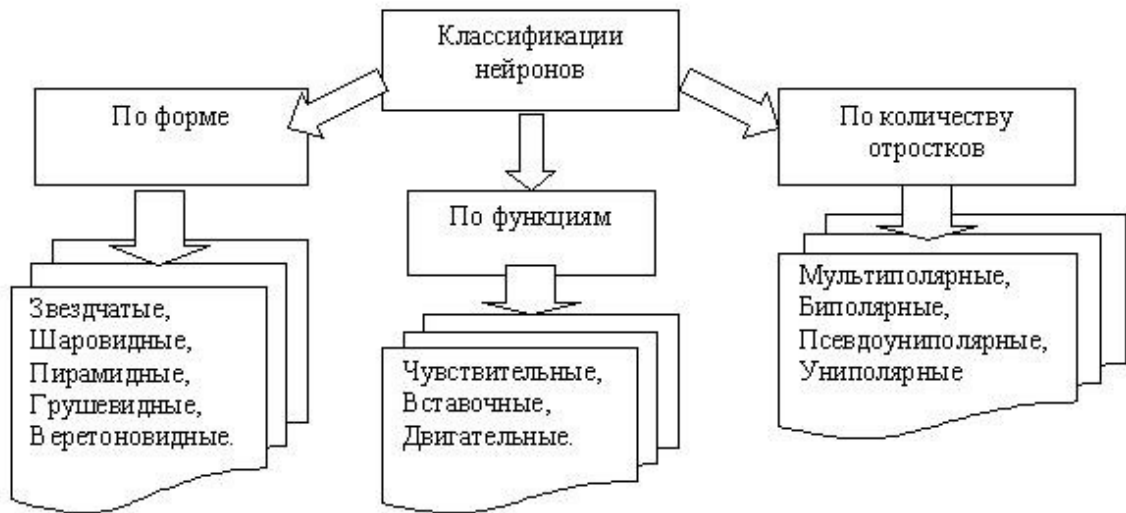 Классификации
нейронов
По форме
По количеству
отростков
По функциям
Звездчатые,
Шаровидные,
Пирамидные,
Грушевидные,
Веретоновидные.
Чувствительные,
Вставочные,
Двигательные.
Мультиполярные,
Биполярные,
Псевдоуниполярные,
Униполярные